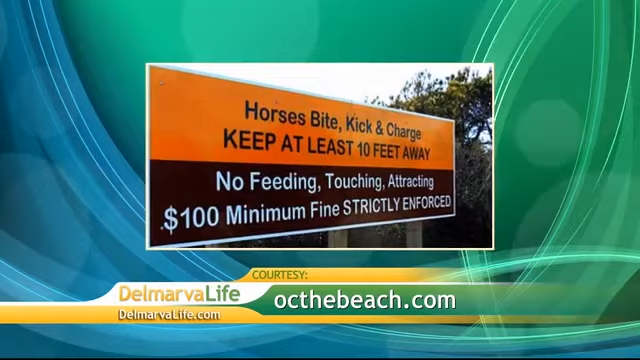 Horses Bite, Kick & Charge
KEEP AT LEAST 10 FEET AWAY
No Feeding, Touching, Attracting
$100 Minimum Fine STRICTLY ENFORCED
COURTESY:
DelmarvaLife
octhebeach.com
DelmarvaLife.com